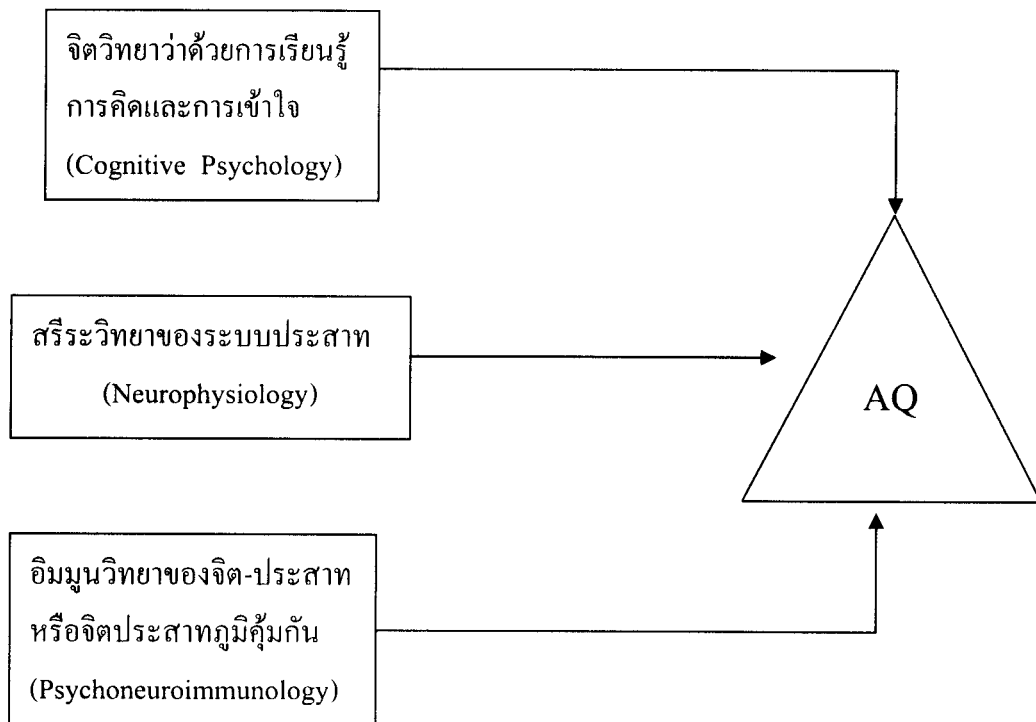 จิตวิทยาว่าด้วยการเรียนรู้
การคิดและการเข้าใจ
(Cognitive Psychology)
สรีระวิทยาของระบบประสาท
(Neurophysiology)
AQ
อิมมูนวิทยาของจิต-ประสาท
หรือจิตประสาทภูมิคุ้มกัน
(Psychoneuroimmunology)